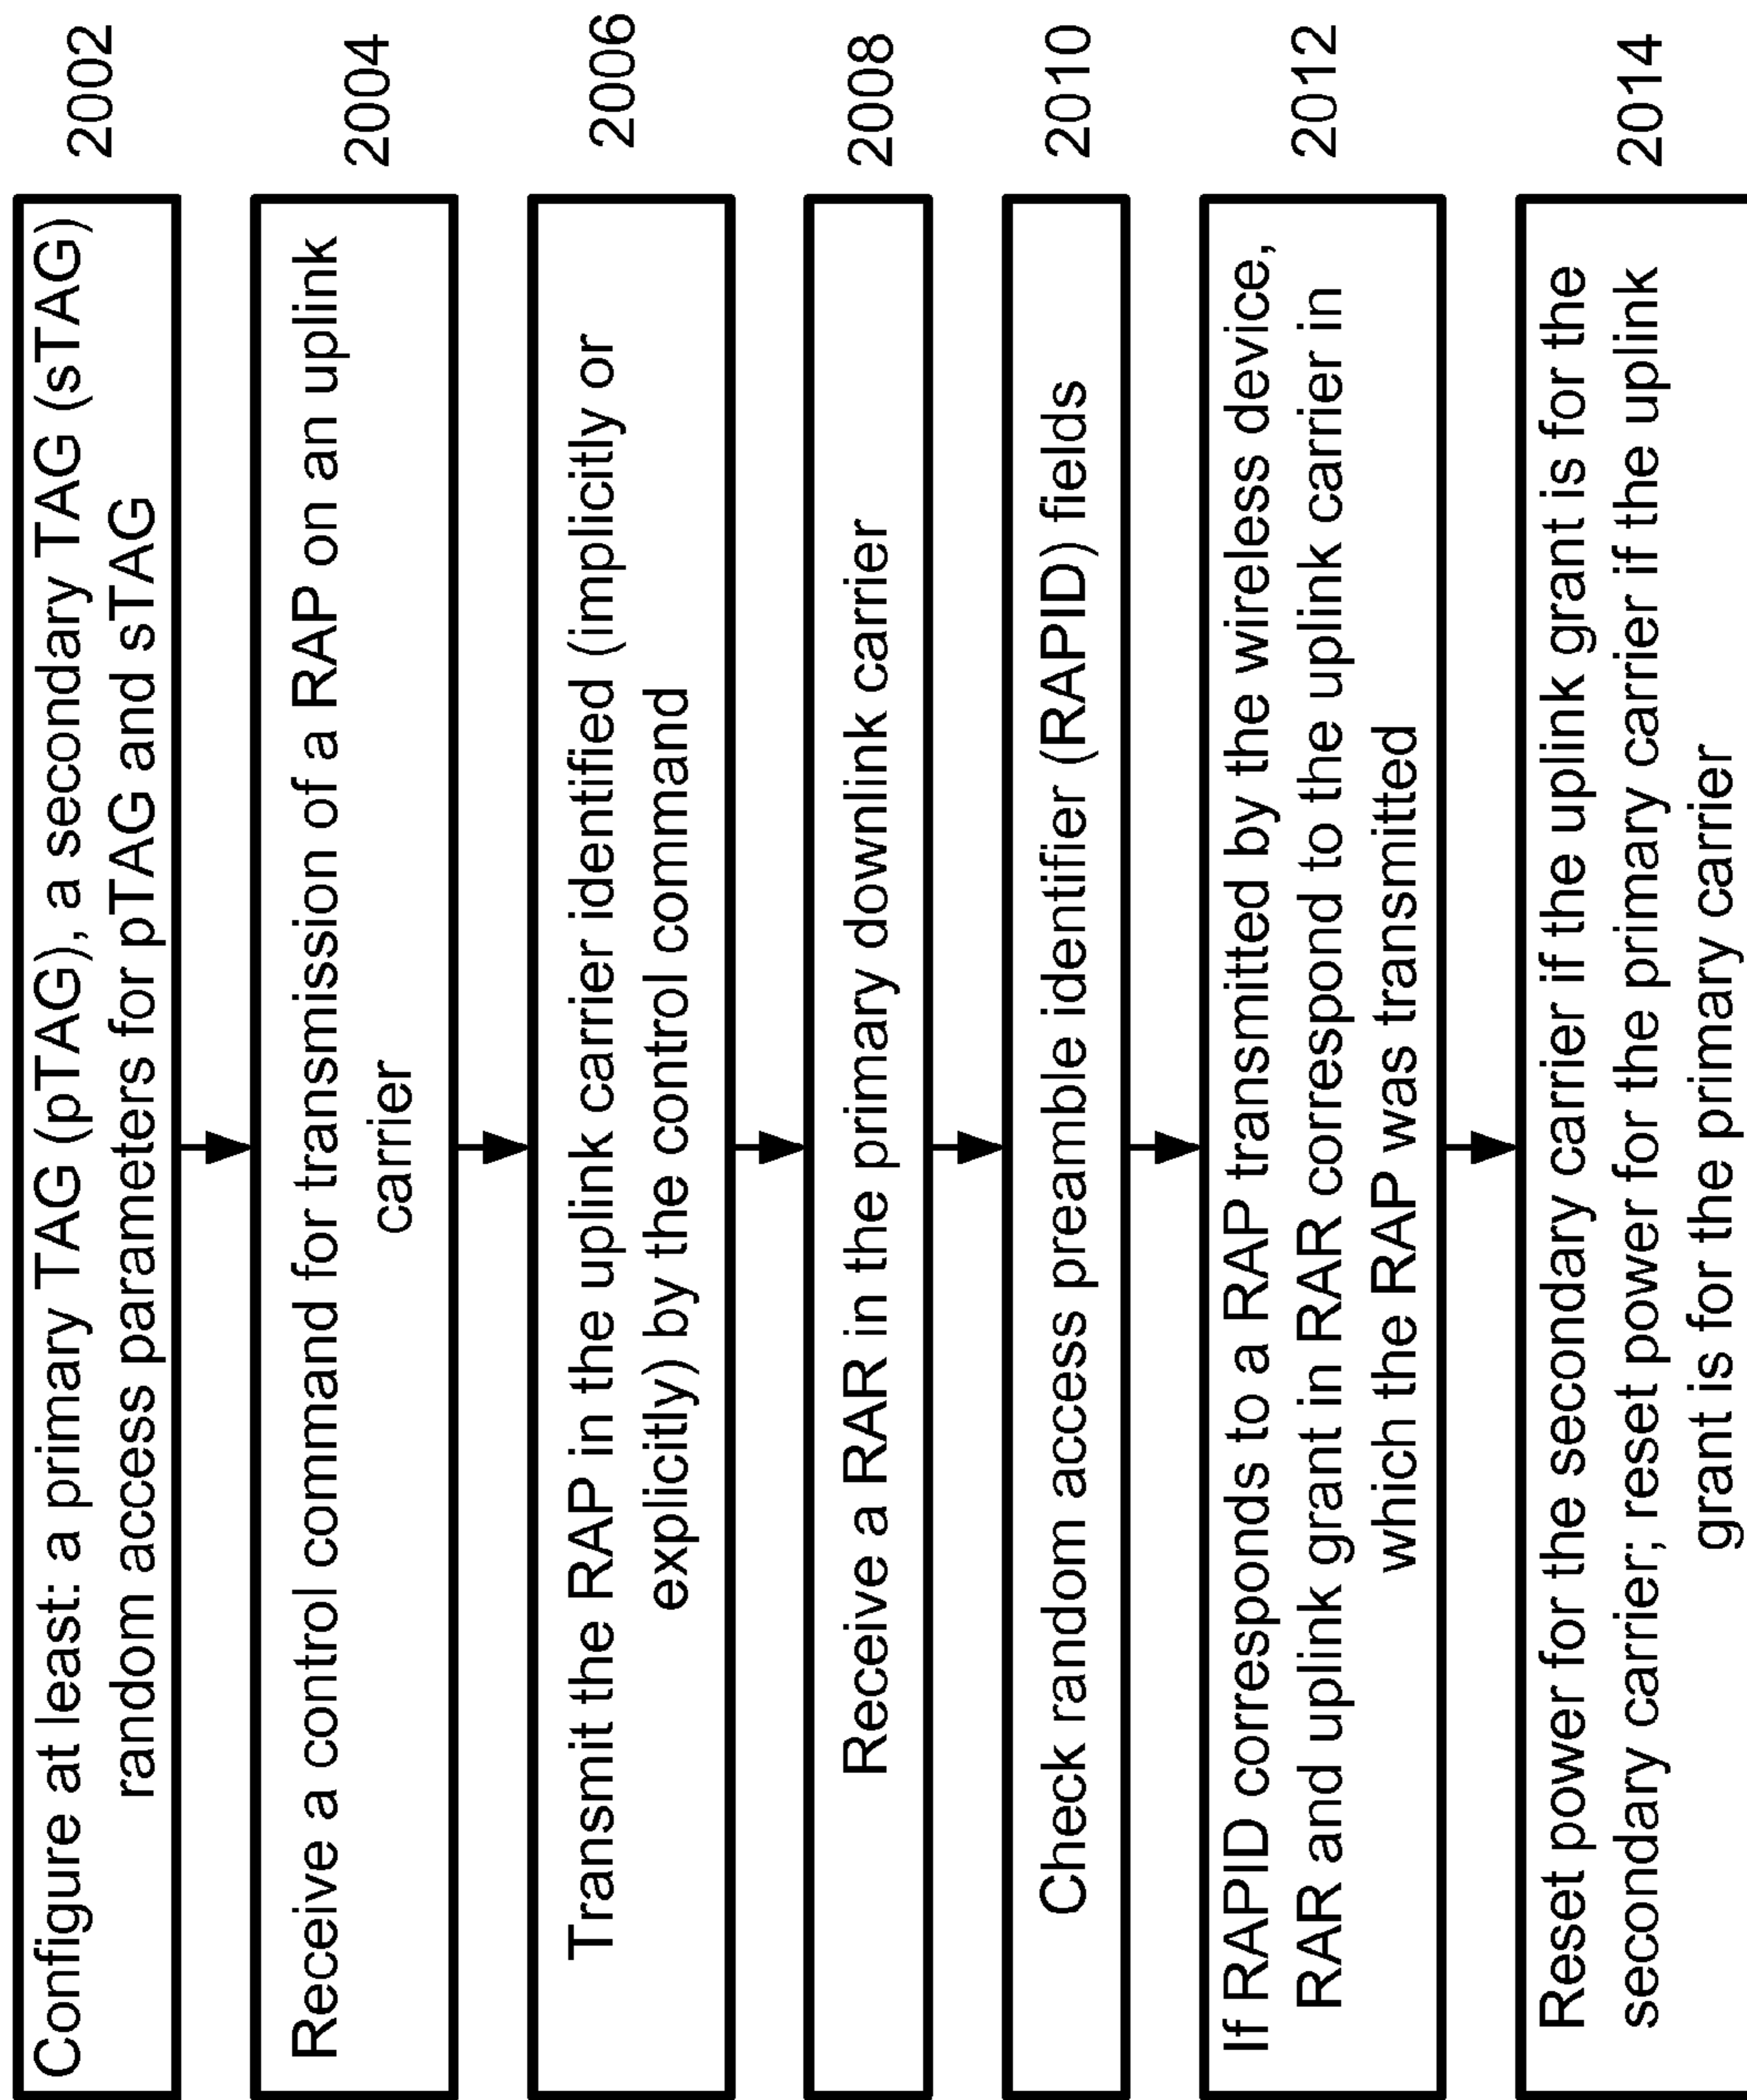 Configure at least: a primary TAG (pTAG), a secondary TAG (sTAG)
random access parameters for pTAG and sTAG
2002
Receive a control command for transmission of a RAP on an uplink
carrier
2004
Transmit the RAP in the uplink carrier identified (implicitly or
explicitly) by the control command
2006
Receive a RAR in the primary downlink carrier
2008
Check random access preamble identifier (RAPID) fields
2010
If RAPID corresponds to a RAP transmitted by the wireless device,
RAR and uplink grant in RAR correspond to the uplink carrier in
which the RAP was transmitted
2012
Reset power for the secondary carrier if the uplink grant is for the
secondary carrier; reset power for the primary carrier if the uplink
grant is for the primary carrier
2014